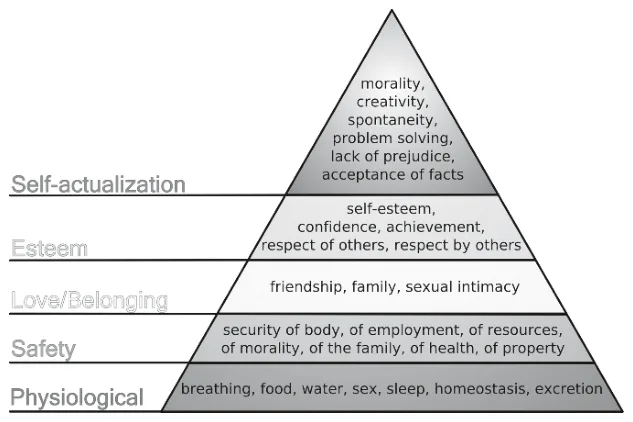 morality,
creativity,
spontaneity,
problem solving,
lack of prejudice,
acceptance of facts
Self-actualization
self-esteem,
confidence, achievement,
respect of others, respect by others
Esteem
friendship, family, sexual intimacy
Love/Belonging
security of body, of employment, of resources,
of morality, of the family, of health, of property
Safety
breathing, food, water, sex, sleep, homeostasis, excretion
Physiological